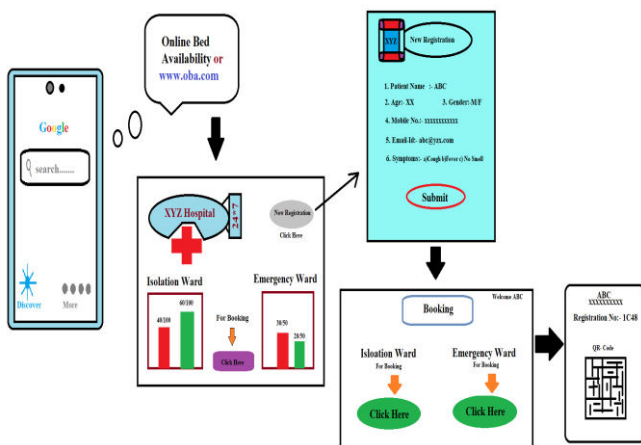 Online Bed
Availability or
www.oba.com
Google
search.......
Discover
More
XYZ Hospital
24*7
New Registration
Click Here
Isolation Ward
Emergency Ward
40/100
60/100
For Booking
Click Here
30/50
20/50
XYZ
New Registration
1. Patient Name :- ABC
2. Age:- XX
3. Gender:-M/F
4. Mobile No.:- xxxxxxxxxx
5. Email-Id:- abc@yzx.com
6. Symptoms:- a)Cough b)Fever c) No Smell
Submit
Booking
Welcome ABC
Isloation Ward
For Booking
Click Here
Emergency Ward
For Booking
Click Here
ABC
XXXXXXXXXX
Registration No:- 1C48
QR- Code